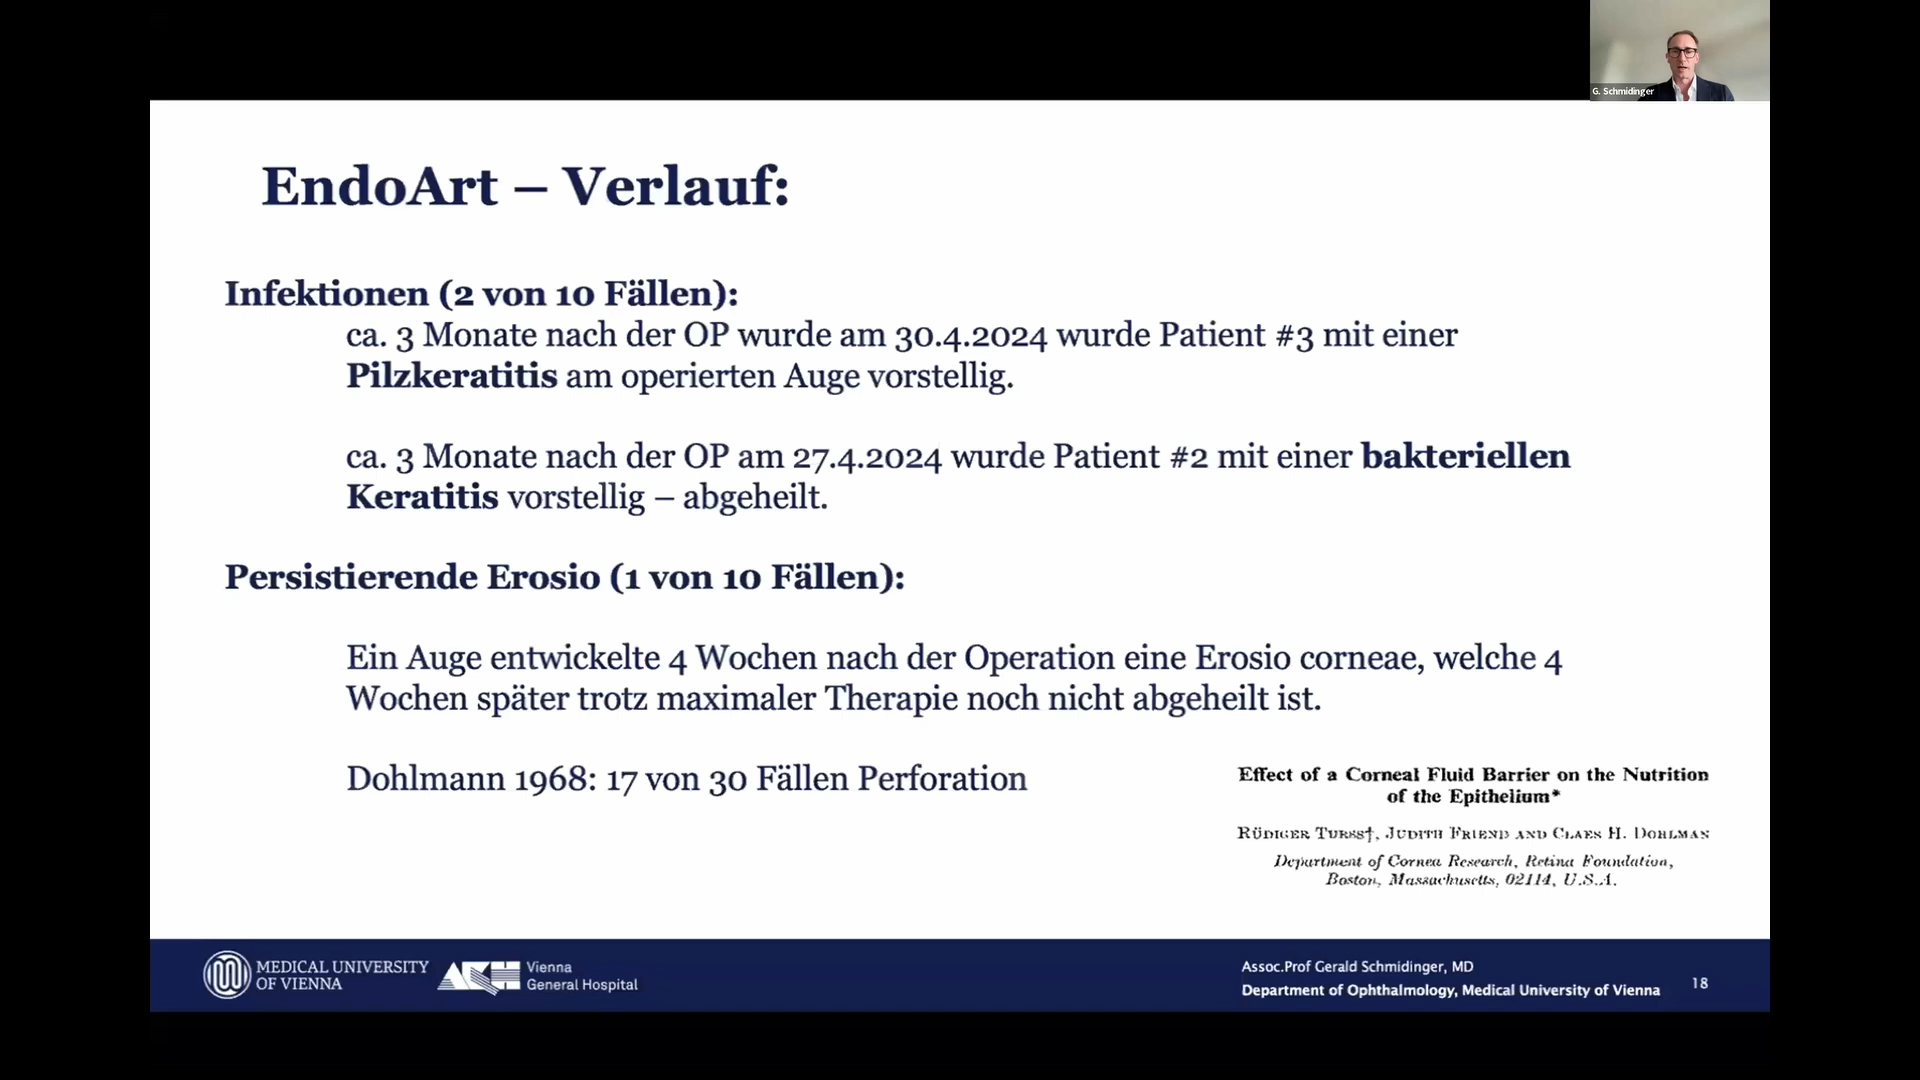 G. Schmidinger
EndoArt – Verlauf:
Infektionen (2 von 10 Fällen):
ca. 3 Monate nach der OP wurde am 30.4.2024 wurde Patient #3 mit einer
Pilzkeratitis am operierten Auge vorstellig.
ca. 3 Monate nach der OP am 27.4.2024 wurde Patient #2 mit einer bakteriellen
Keratitis vorstellig – abgeheilt.
Persistierende Erosio (1 von 10 Fällen):
Ein Auge entwickelte 4 Wochen nach der Operation eine Erosio corneae, welche 4
Wochen später trotz maximaler Therapie noch nicht abgeheilt ist.
Dohlmann 1968: 17 von 30 Fällen Perforation
Effect of a Corneal Fluid Barrier on the Nutrition
of the Epithelium*
RÜDIGER TURSS†, JUDITH FRIEND AND CLAES H. DOHLMAN
Department of Cornea Research, Retina Foundation,
Boston, Massachusetts, 02114, U.S.A.
MEDICAL UNIVERSITY
OF VIENNA
AKH
Vienna
General Hospital
Assoc.Prof Gerald Schmidinger, MD
Department of Ophthalmology, Medical University of Vienna
18